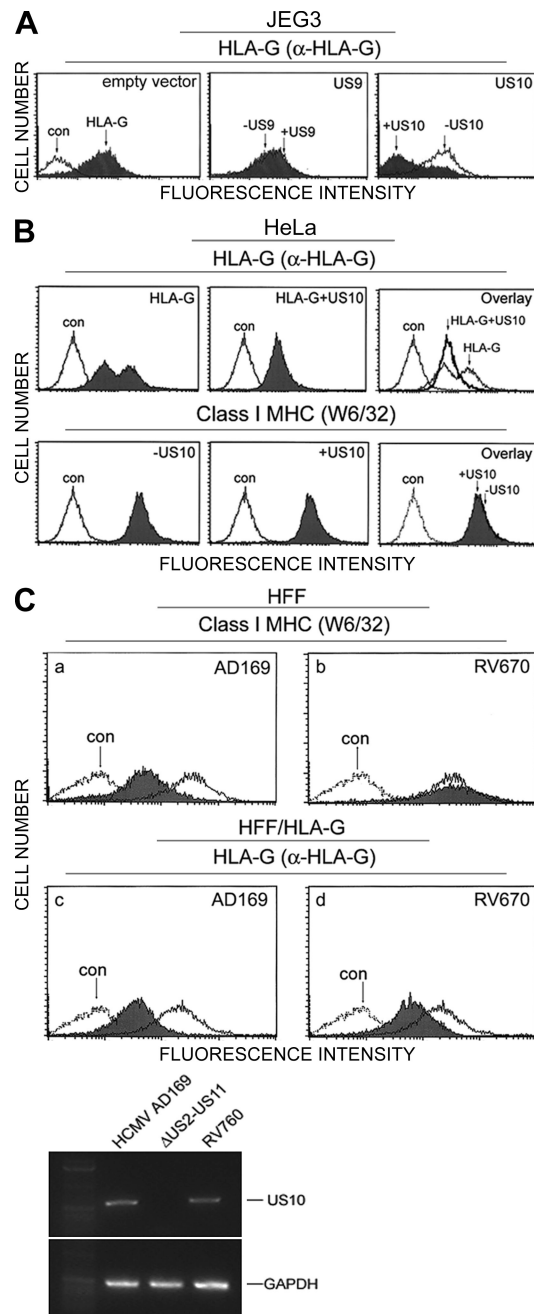 A
JEG3
HLA-G (α-HLA-G)
CELL NUMBER
empty vector
con
HLA-G
US9
-US9
+US9
US10
+US10
-US10
FLUORESCENCE INTENSITY
B
HeLa
HLA-G (α-HLA-G)
CELL NUMBER
HLA-G
con
HLA-G+US10
con
Overlay
con
HLA-G+US10
HLA-G
Class I MHC (W6/32)
-US10
con
+US10
con
Overlay
con
+US10
-US10
FLUORESCENCE INTENSITY
C
HFF
Class I MHC (W6/32)
CELL NUMBER
a
AD169
con
b
RV670
con
HFF/HLA-G
HLA-G (α-HLA-G)
c
AD169
con
d
RV670
con
FLUORESCENCE INTENSITY
HCMV AD169
ΔUS2-US11
RV760
US10
GAPDH